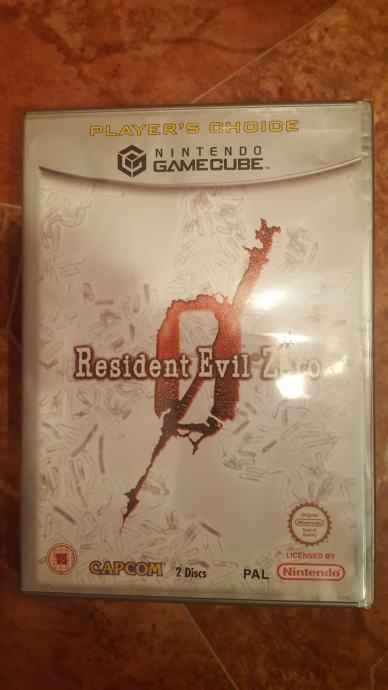 PLAYER'S CHOICE
NINTENDO
GAMECUBE™
Resident Evil® Zero
Original
Nintendo
Seal of
Quality
LICENSED BY
Nintendo
15
CAPCOM
2 Discs
PAL